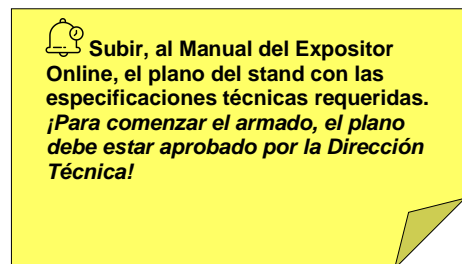 Subir, al Manual del Expositor
Online, el plano del stand con las
especificaciones técnicas requeridas.
¡Para comenzar el armado, el plano
debe estar aprobado por la Dirección
Técnica!